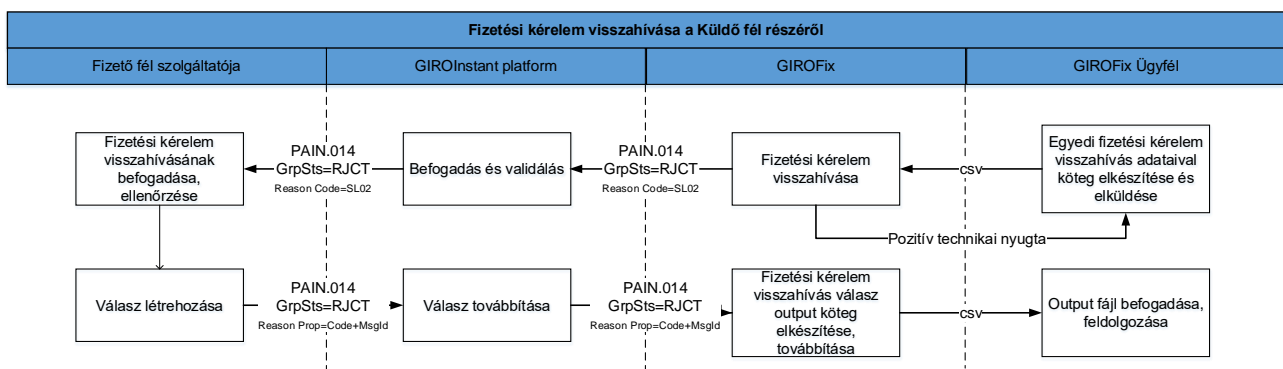 Fizetési kérelem visszahívása a Küldő fél részéről
Fizető fél szolgáltatója
GIROInstant platform
GIROFix
GIROFix Ügyfél
Fizetési kérelem
visszahívásának
befogadása,
ellenőrzése
PAIN.014
GrpSts=RJCT
Reason Code=SL02
Befogadás és validálás
PAIN.014
GrpSts=RJCT
Reason Code=SL02
Fizetési kérelem
visszahívása
csv
Egyedi fizetési kérelem
visszahívás adataival
köteg elkészítése és
elküldése
Pozitív technikai nyugta
Válasz létrehozása
PAIN.014
GrpSts=RJCT
Reason Prop=Code+MsgId
Válasz továbbítása
PAIN.014
GrpSts=RJCT
Reason Prop=Code+MsgId
Fizetési kérelem
visszahívás válasz
output köteg
elkészítése,
továbbítása
csv
Output fájl befogadása,
feldolgozása